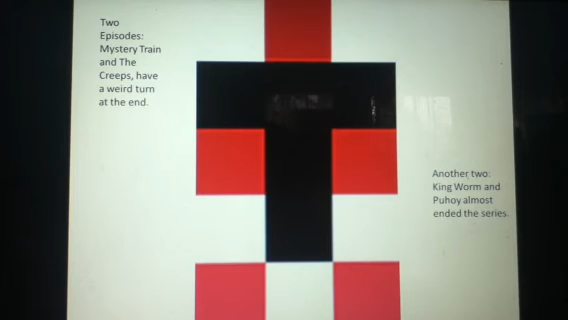 Two
Episodes:
Mystery Train
and The
Creeps, have
a weird turn
at the end.
Another two:
King Worm and
Puhoy almost
ended the series.